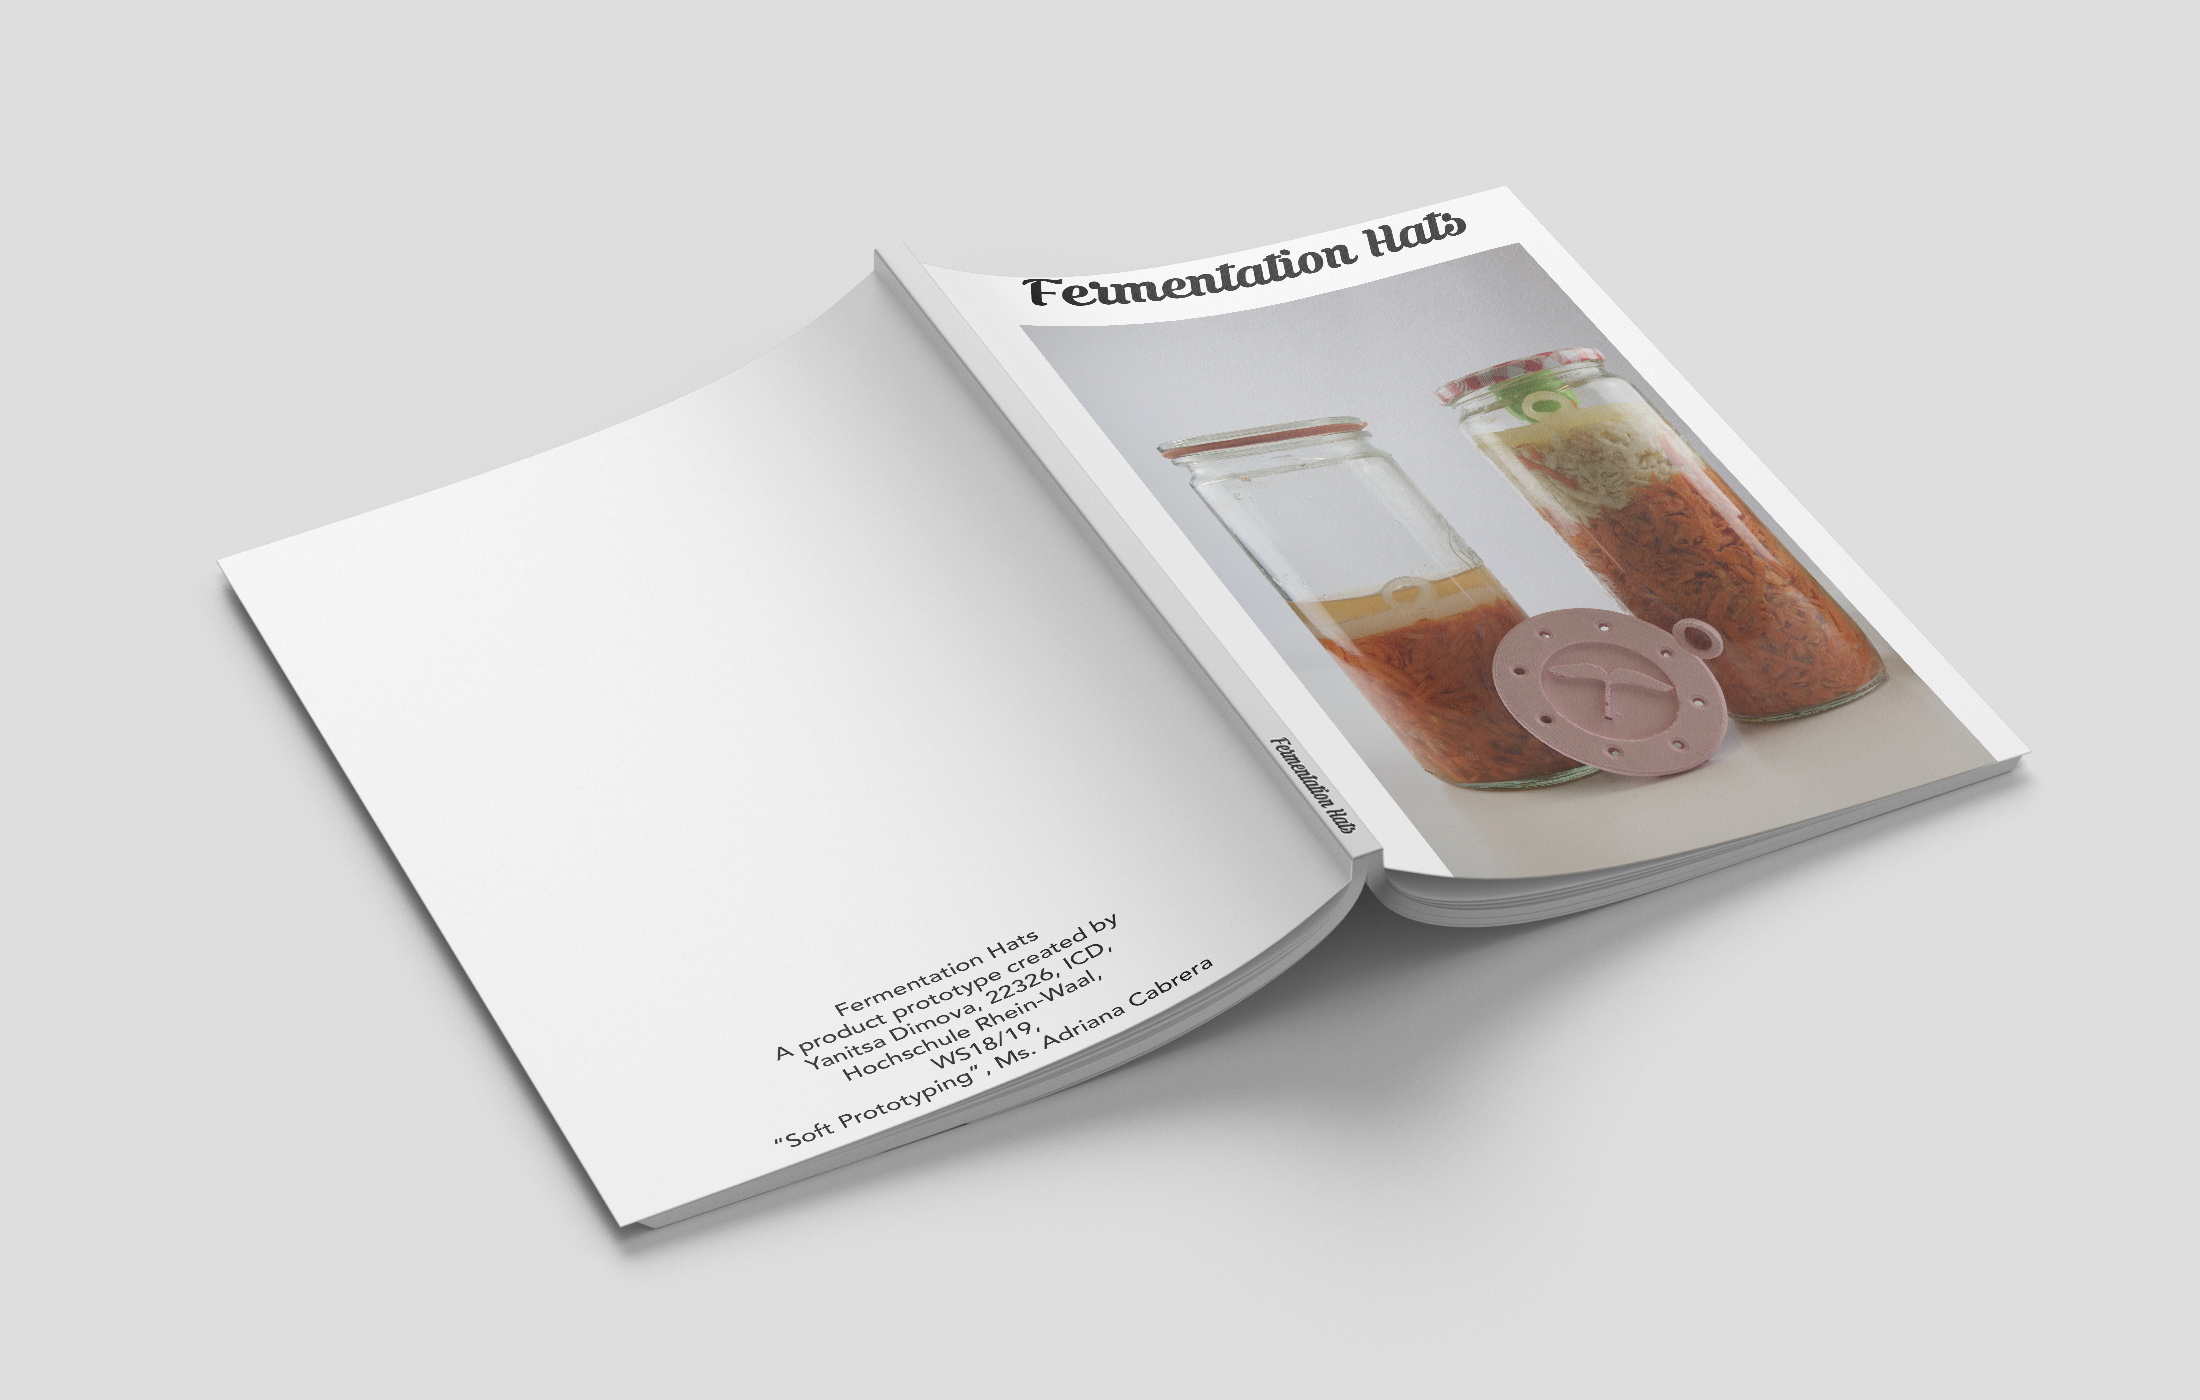 Fermentation Hats
Fermentation Hats
Fermentation Hats
A product prototype created by
Yanitsa Dimova, 22326, ICD,
Hochschule Rhein-Waal,
WS18/19,
“Soft Prototyping” , Ms. Adriana Cabrera